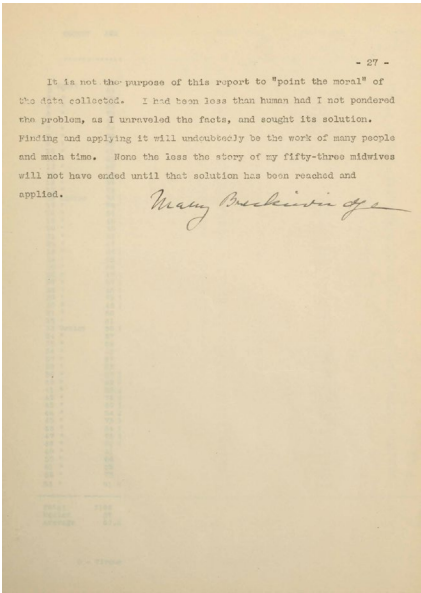 - 27 -
It is not the purpose of this report to "point the moral" of
the data collected. I had been less than human had I not pondered
the problem, as I unraveled the facts, and sought its solution.
Finding and applying it will undoubtedly be the work of many people
and much time. None the less the story of my fifty-three midwives
will not have ended until that solution has been reached and
applied.
Mary Breckinridge